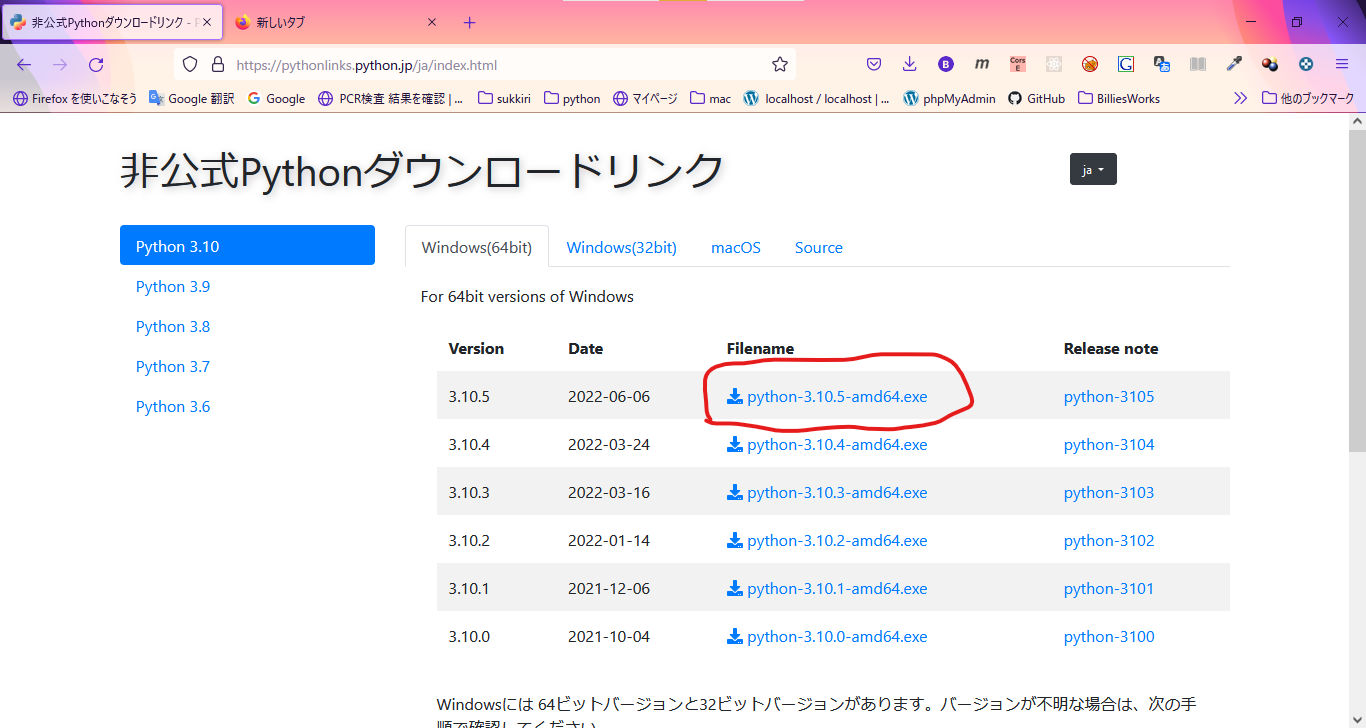 非公式Pythonダウンロードリンク - P
新しいタブ
https://pythonlinks.python.jp/ja/index.html
Firefox を使いこなそう Google 翻訳 Google PCR検査 結果を確認 | ... sukkiri python マイページ mac localhost / localhost | ... phpMyAdmin GitHub BilliesWorks 他のブックマーク
非公式Pythonダウンロードリンク
ja
Python 3.10
Python 3.9
Python 3.8
Python 3.7
Python 3.6
Windows(64bit) Windows(32bit) macOS Source
For 64bit versions of Windows
Version Date Filename Release note
3.10.5 2022-06-06 python-3.10.5-amd64.exe python-3105
3.10.4 2022-03-24 python-3.10.4-amd64.exe python-3104
3.10.3 2022-03-16 python-3.10.3-amd64.exe python-3103
3.10.2 2022-01-14 python-3.10.2-amd64.exe python-3102
3.10.1 2021-12-06 python-3.10.1-amd64.exe python-3101
3.10.0 2021-10-04 python-3.10.0-amd64.exe python-3100
Windowsには 64ビットバージョンと32ビットバージョンがあります。バージョンが不明な場合は、次の手
順で確認してください